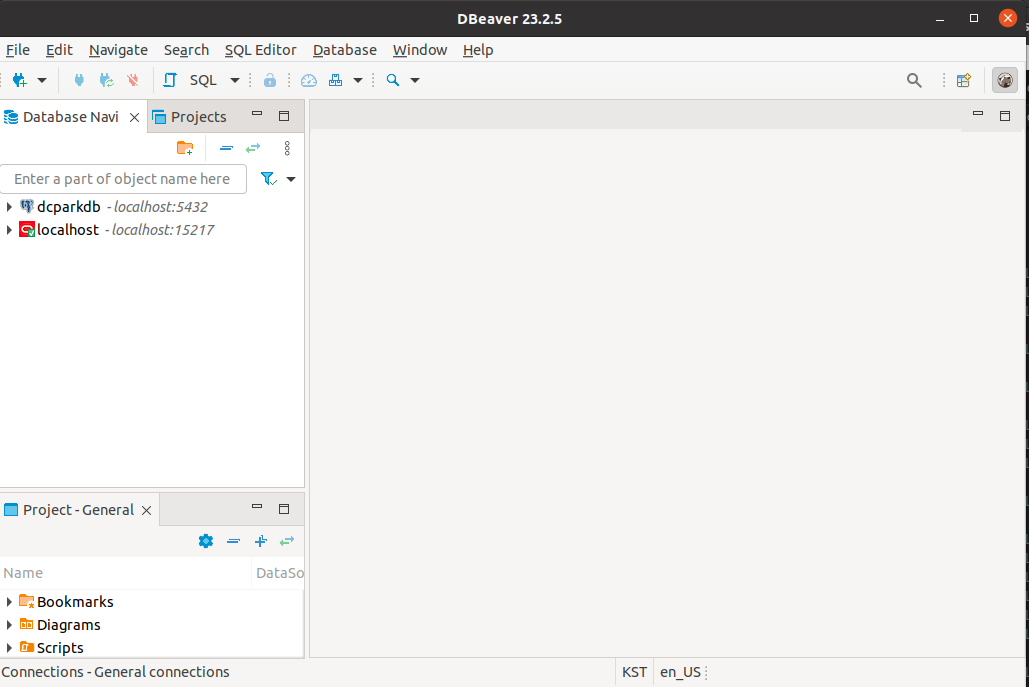 DBeaver 23.2.5
File Edit Navigate Search SQL Editor Database Window Help
SQL
Database Navi Projects
Enter a part of object name here
dcparkdb - localhost:5432
localhost - localhost:15217
Project - General
Name DataSo
Bookmarks
Diagrams
Scripts
Connections - General connections KST en_US